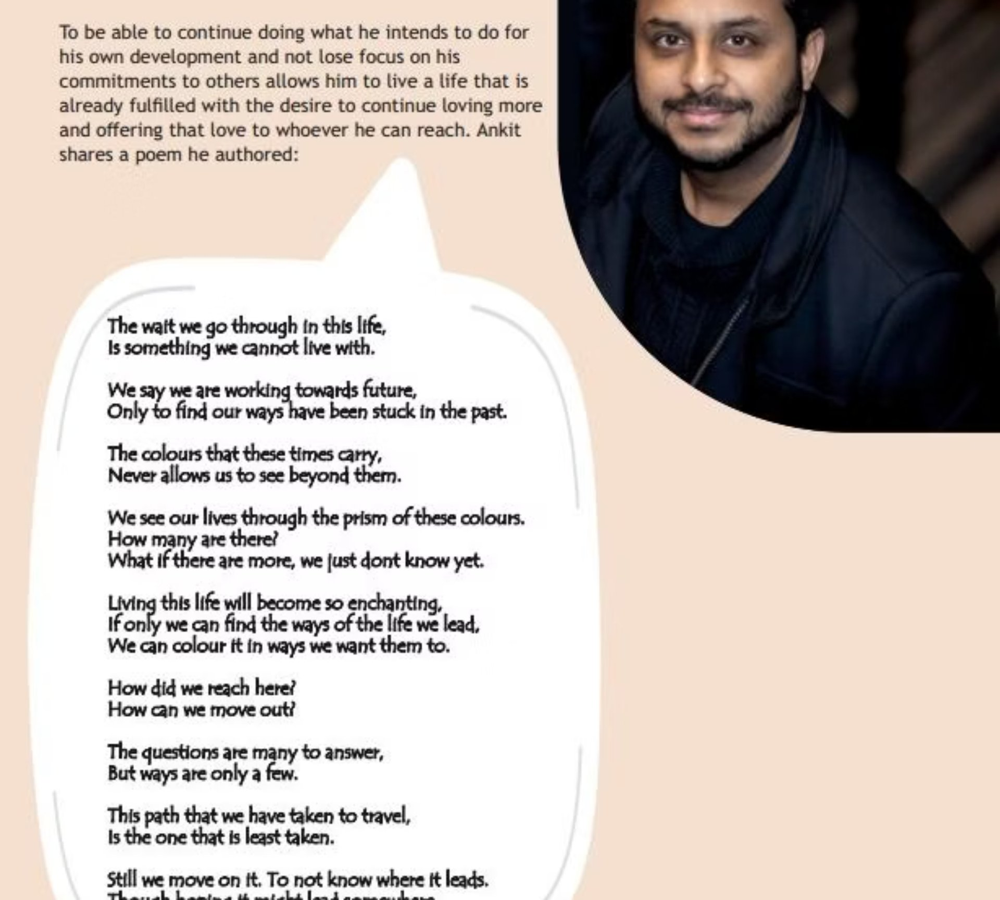 To be able to continue doing what he intends to do for
his own development and not lose focus on his
commitments to others allows him to live a life that is
already fulfilled with the desire to continue loving more
and offering that love to whoever he can reach. Ankit
shares a poem he authored:
The wait we go through in this life,
Is something we cannot live with.
We say we are working towards future,
Only to find our ways have been stuck in the past.
The colours that these times carry,
Never allows us to see beyond them.
We see our lives through the prism of these colours.
How many are there?
What if there are more, we just dont know yet.
Living this life will become so enchanting,
If only we can find the ways of the life we lead,
We can colour it in ways we want them to.
How did we reach here?
How can we move out?
The questions are many to answer,
But ways are only a few.
This path that we have taken to travel,
Is the one that is least taken.
Still we move on it. To not know where it leads.
Though hoping it might lead somewhere